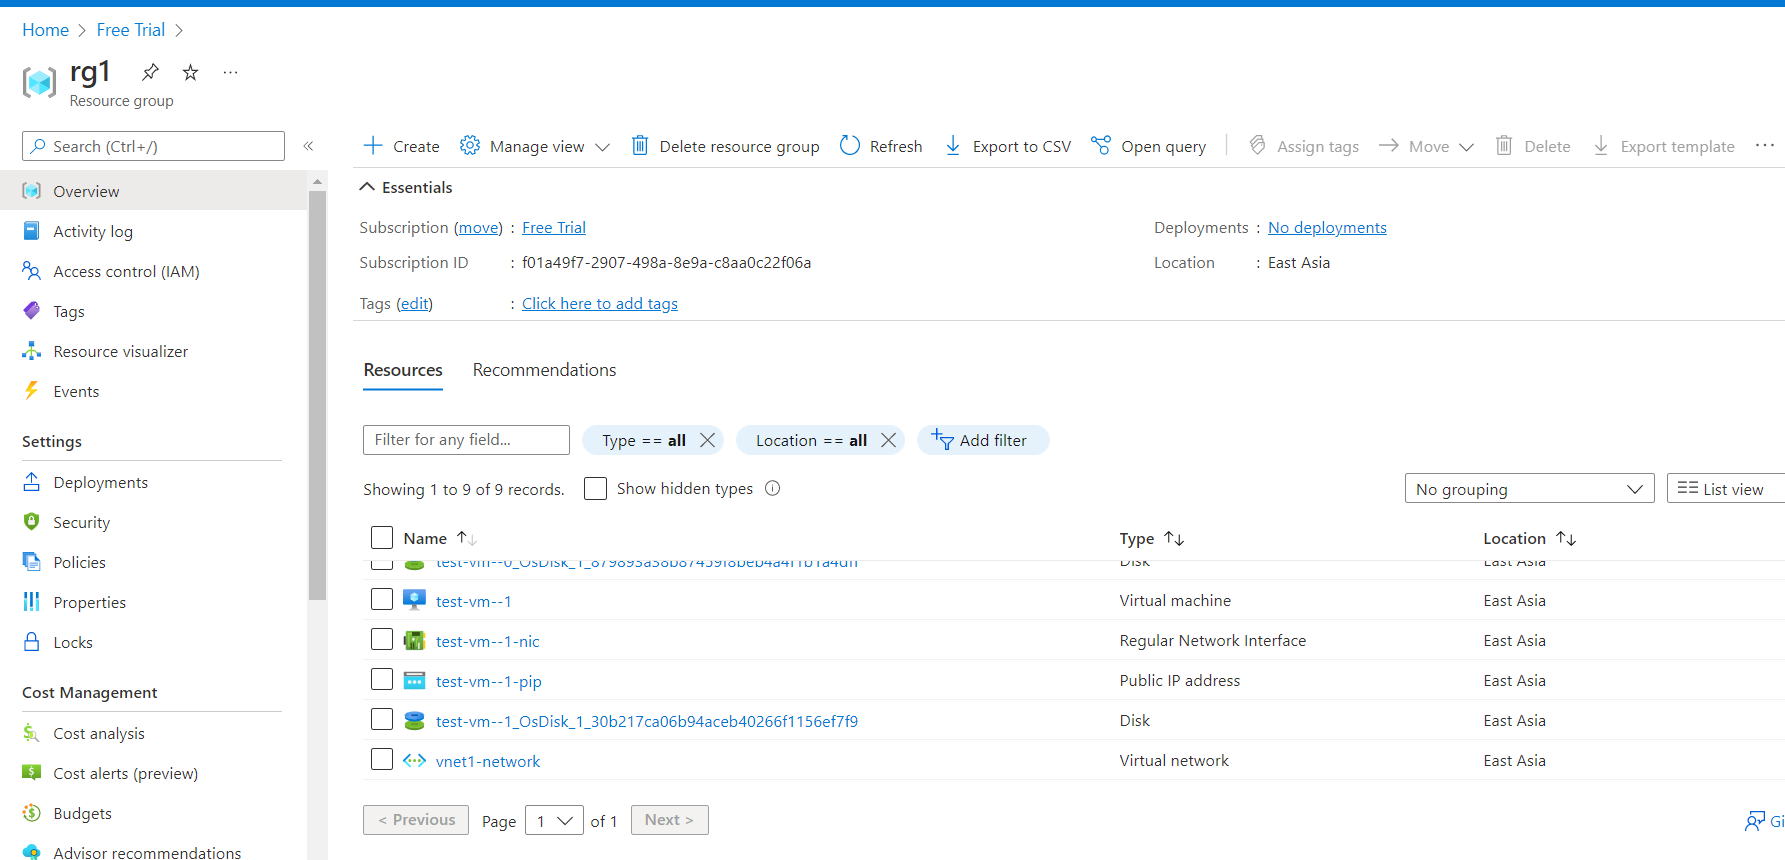 Home > Free Trial >
rg1
Resource group
Search (Ctrl+/)
Create Manage view Delete resource group Refresh Export to CSV Open query Assign tags Move Delete Export template
Overview
Activity log
Access control (IAM)
Tags
Resource visualizer
Events
Settings
Deployments
Security
Policies
Properties
Locks
Cost Management
Cost analysis
Cost alerts (preview)
Budgets
Advisor recommendations
Essentials
Subscription (move) : Free Trial
Deployments : No deployments
Subscription ID : f01a49f7-2907-498a-8e9a-c8aa0c22f06a
Location : East Asia
Tags (edit) : Click here to add tags
Resources Recommendations
Filter for any field... Type == all Location == all Add filter
Showing 1 to 9 of 9 records. Show hidden types
No grouping List view
Name Type Location
Disk East Asia
test-vm--1 Virtual machine East Asia
test-vm--1-nic Regular Network Interface East Asia
test-vm--1-pip Public IP address East Asia
test-vm--1_OsDisk_1_30b217ca06b94aceb40266f1156ef7f9 Disk East Asia
vnet1-network Virtual network East Asia
< Previous Page 1 of 1 Next >